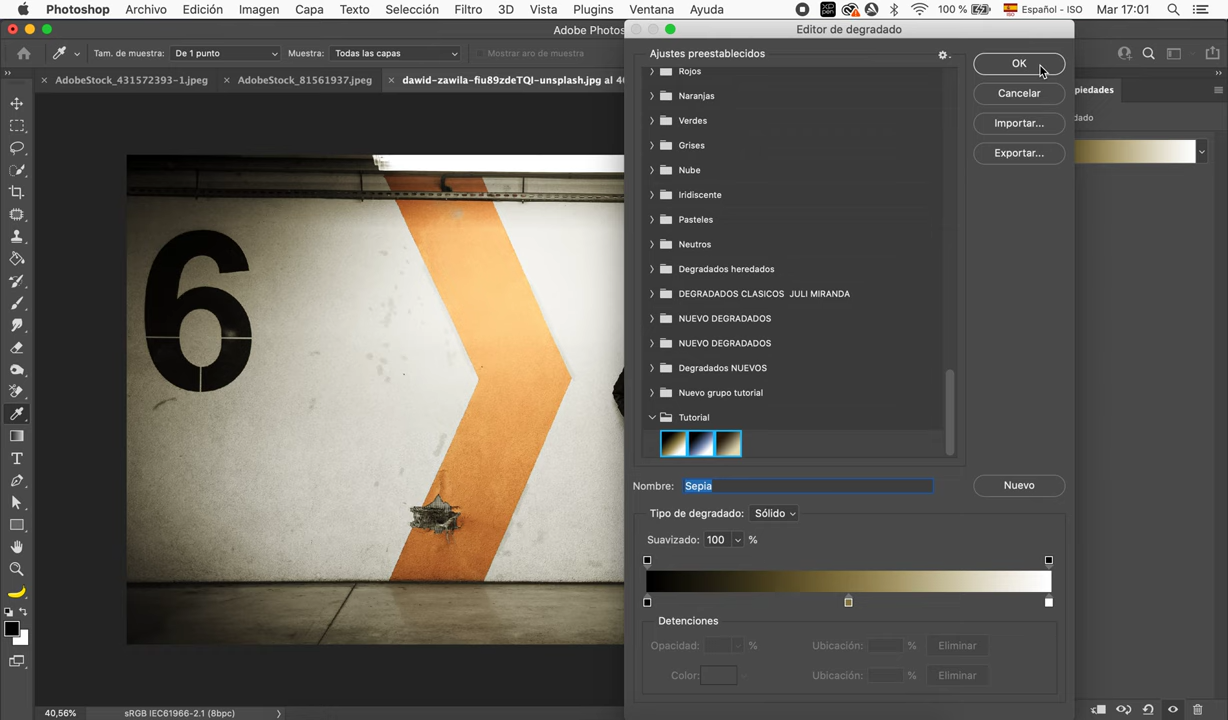 Photoshop Archivo Edición Imagen Capa Texto Selección Filtro 3D Vista Plugins Ventana Ayuda 100 % Español - ISO Mar 17:01
Adobe Photos
Editor de degradado
Tam. de muestra: De 1 punto Muestra: Todas las capas Mostrar aro de muestra
AdobeStock_431572393-1.jpeg AdobeStock_81561937.jpeg dawid-zawila-fiu89zdeTQI-unsplash.jpg al 40
Ajustes preestablecidos
OK
Cancelar
Importar...
Exportar...
piedades
dado
Rojos
Naranjas
Verdes
Grises
Nube
Iridiscente
Pasteles
Neutros
Degradados heredados
DEGRADADOS CLASICOS JULI MIRANDA
NUEVO DEGRADADOS
NUEVO DEGRADADOS
Degradados NUEVOS
Nuevo grupo tutorial
Tutorial
Nombre: Sepia Nuevo
Tipo de degradado: Sólido
Suavizado: 100 %
Detenciones
Opacidad: % Ubicación: % Eliminar
Color: Ubicación: % Eliminar
6
40,56% sRGB IEC61966-2.1 (8bpc)